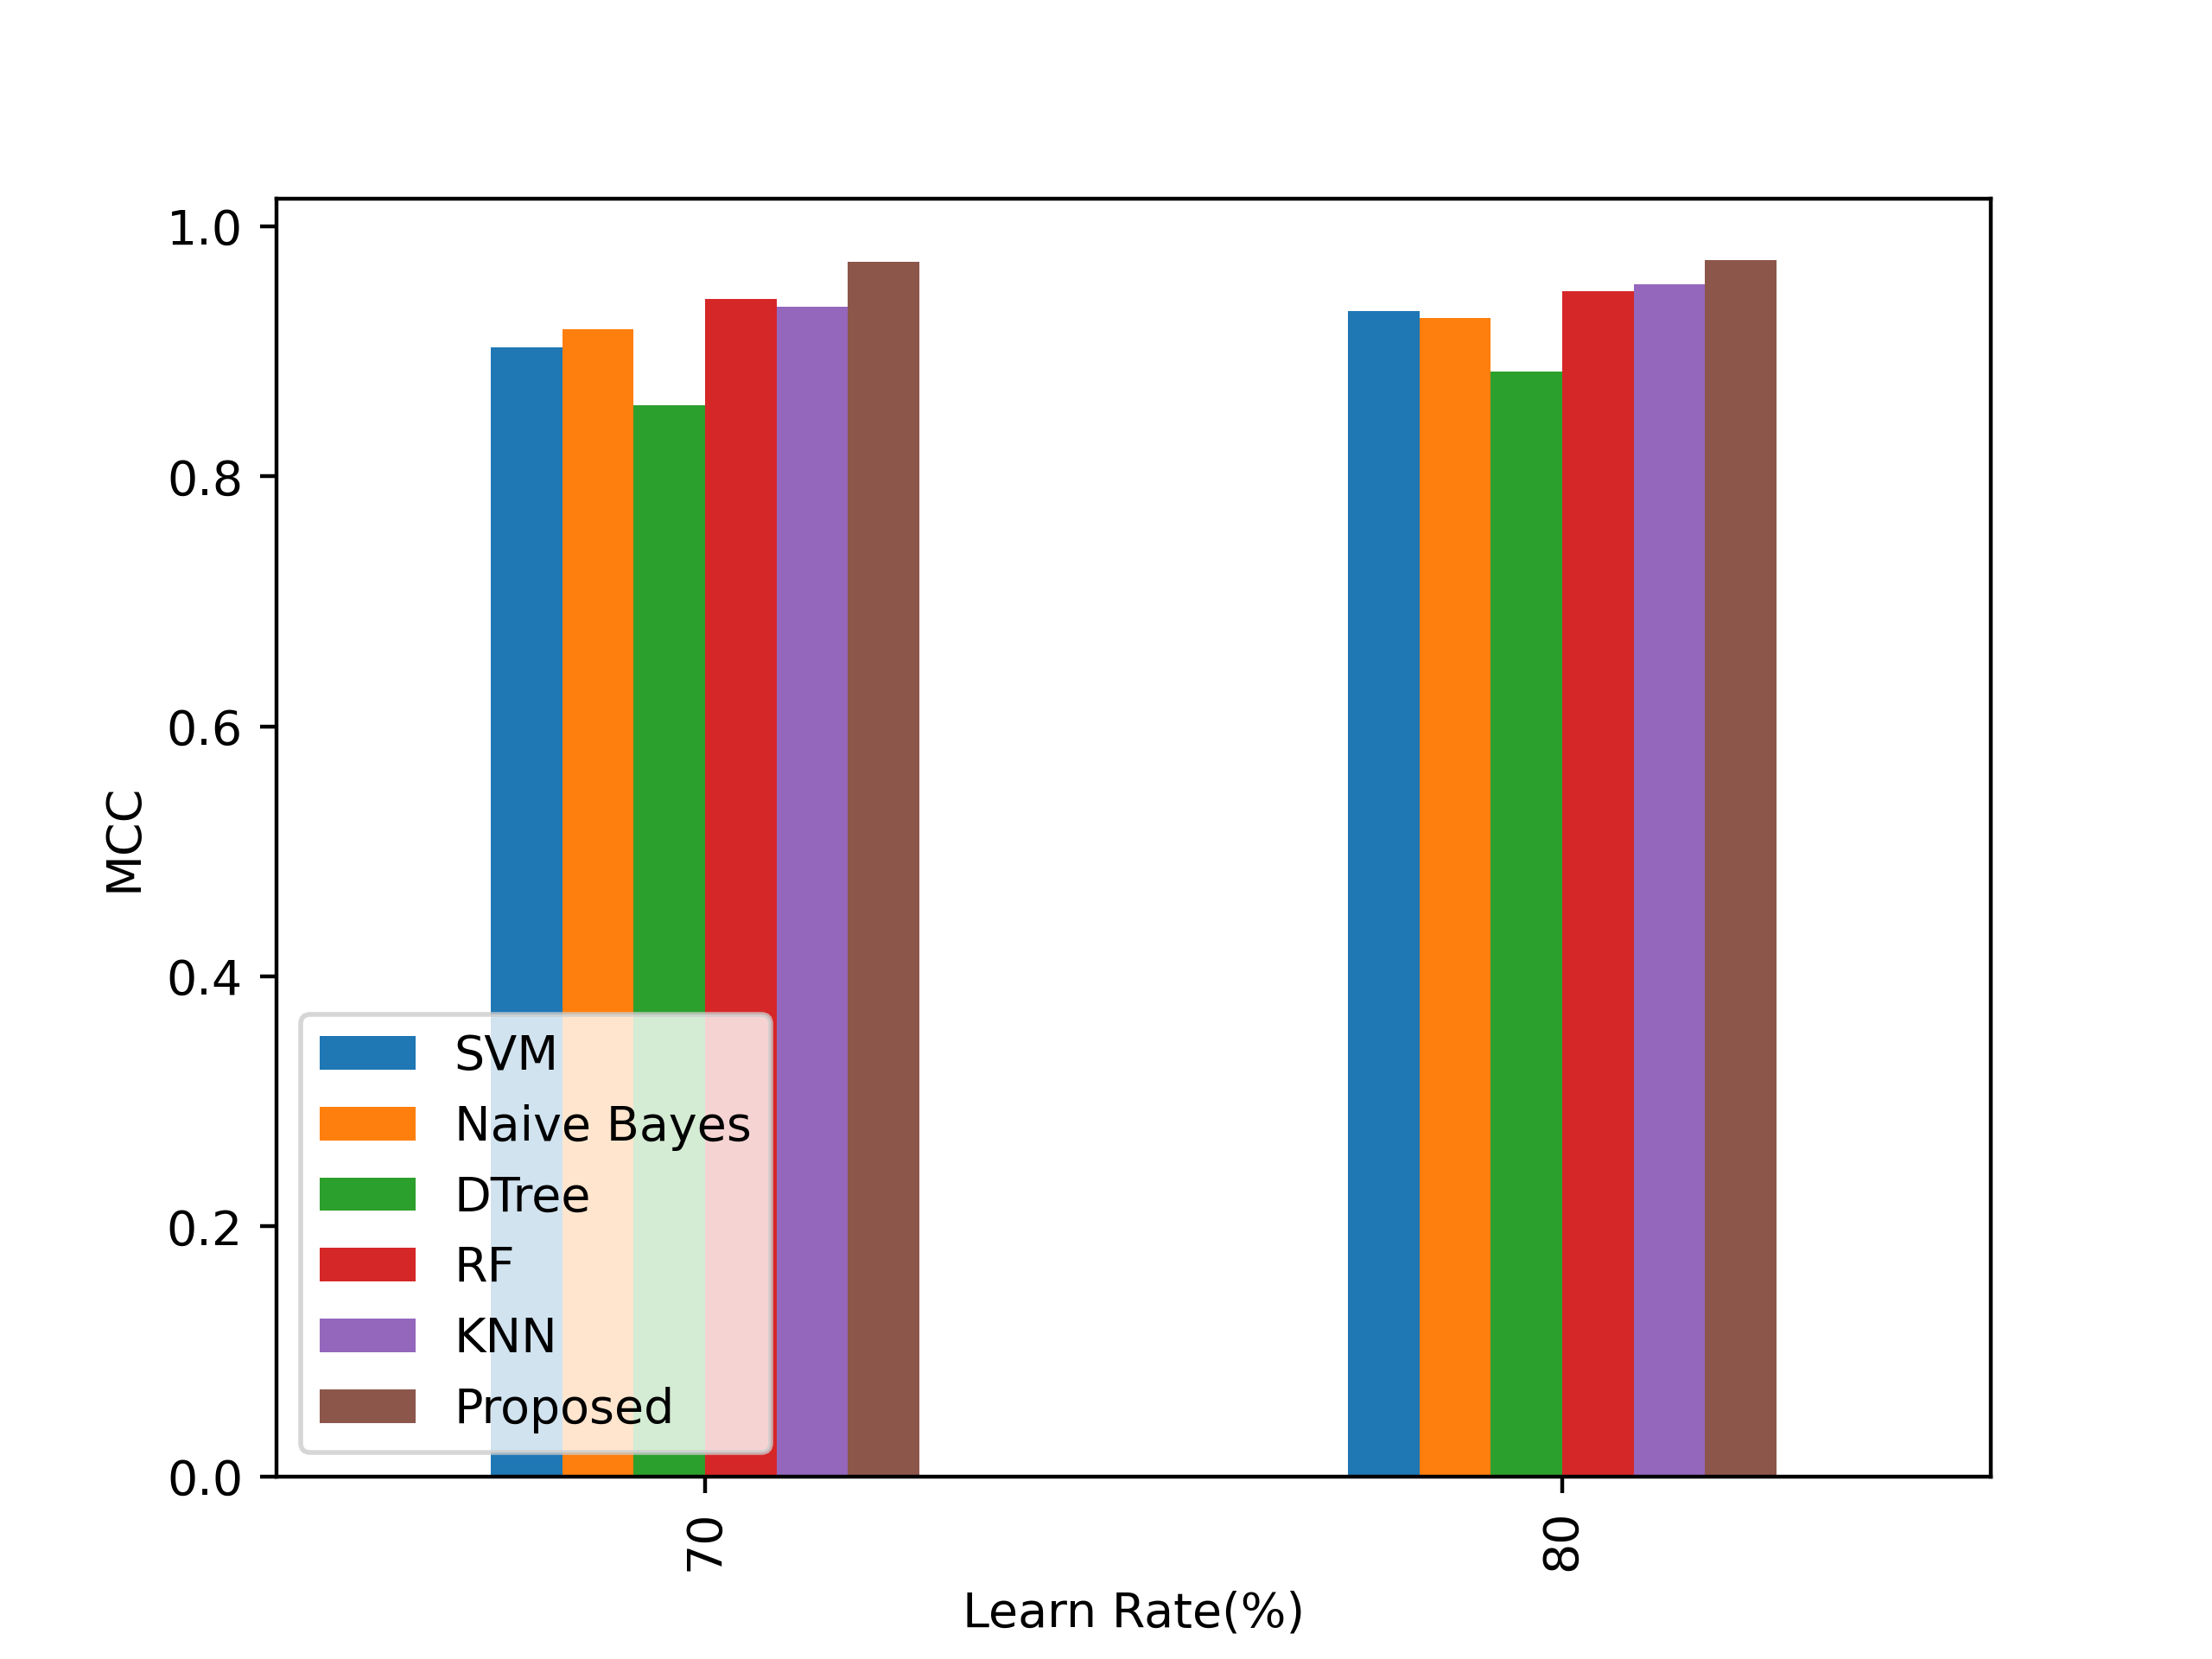 1.0
0.8
0.6
0.4
0.2
0.0
MCC
SVM
Naive Bayes
DTree
RF
KNN
Proposed
70
80
Learn Rate(%)